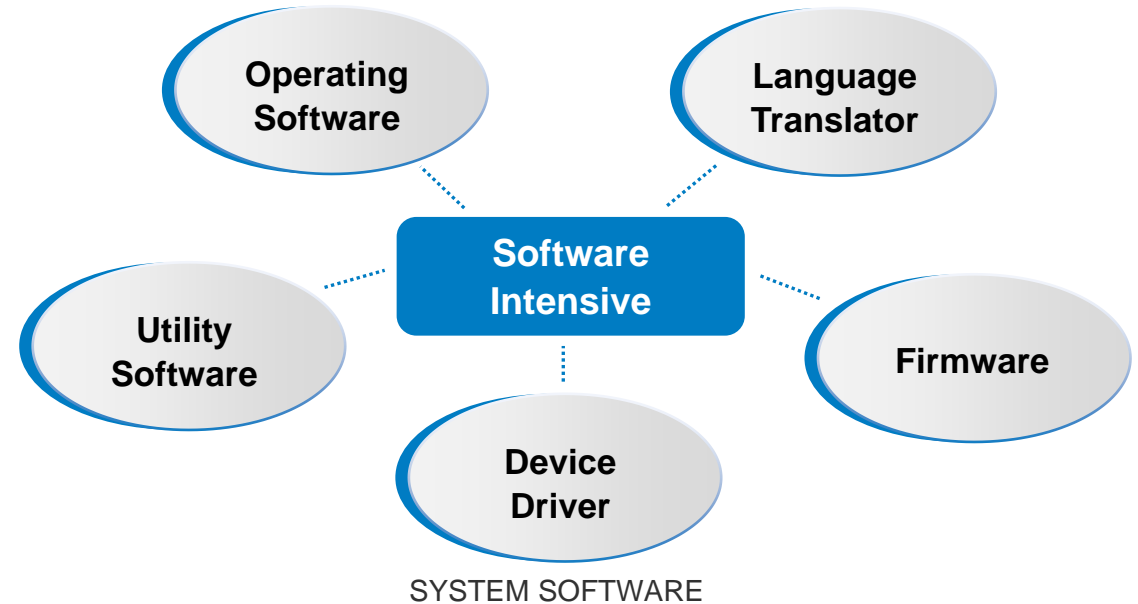 Operating
Software
Language
Translator
Software
Intensive
Utility
Software
Firmware
Device
Driver
SYSTEM SOFTWARE